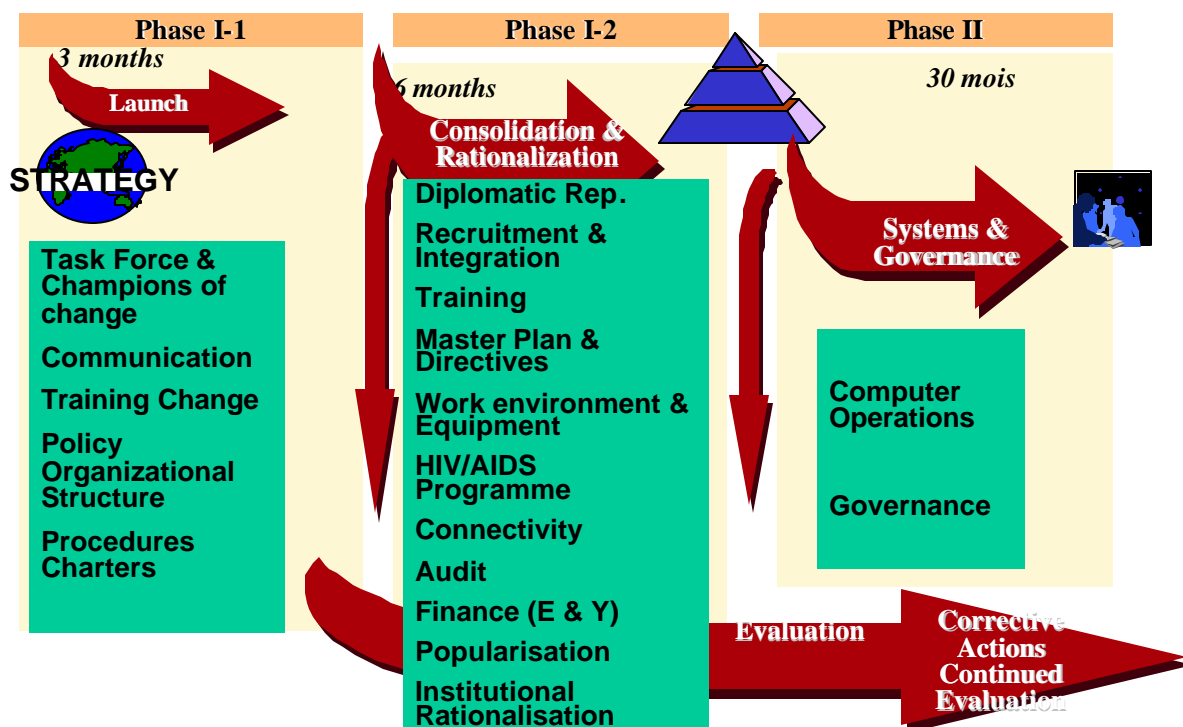 Phase I-1
3 months
Launch
STRATEGY
Task Force &
Champions of
change
Communication
Training Change
Policy
Organizational
Structure
Procedures
Charters
Phase I-2
6 months
Consolidation &
Rationalization
Diplomatic Rep.
Recruitment &
Integration
Training
Master Plan &
Directives
Work environment &
Equipment
HIV/AIDS
Programme
Connectivity
Audit
Finance (E & Y)
Popularisation
Institutional
Rationalisation
Phase II
30 mois
Systems &
Governance
Computer
Operations
Governance
Evaluation
Corrective
Actions
Continued
Evaluation